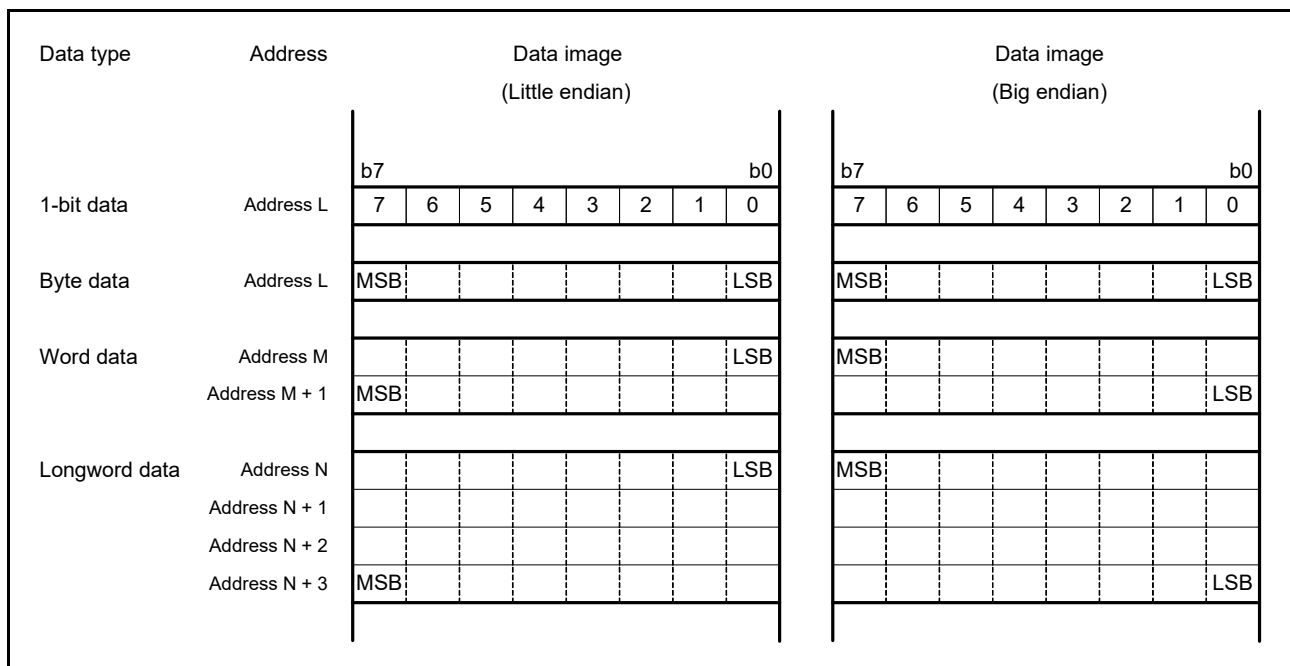 Data type Address Data image Data image
(Little endian) (Big endian)
b7 b0 b7 b0
1-bit data Address L 7 6 5 4 3 2 1 0 7 6 5 4 3 2 1 0
Byte data Address L MSB LSB MSB LSB
Word data Address M LSB MSB
Address M + 1 MSB LSB
Longword data Address N LSB MSB
Address N + 1
Address N + 2
Address N + 3 MSB LSB